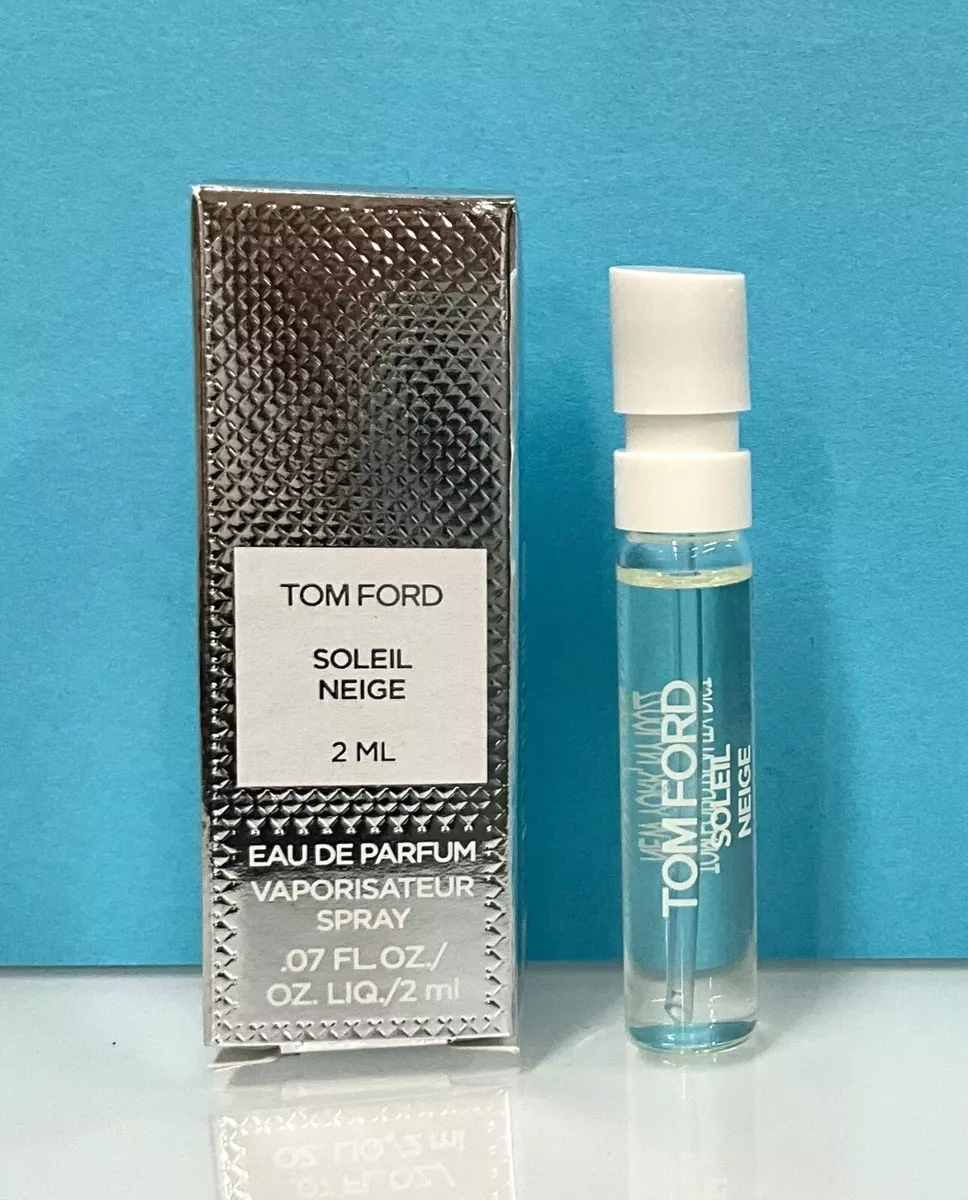 TOM FORD
SOLEIL
NEIGE
2 ML
EAU DE PARFUM
VAPORISATEUR
SPRAY
.07 FL.OZ./
OZ. LIQ./2 ml
TOM FORD
SOLEIL
NEIGE